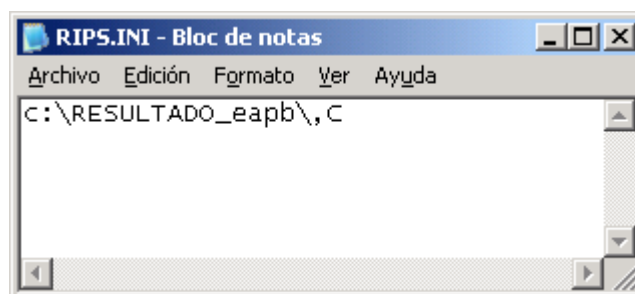 RIPS.INI - Bloc de notas
Archivo Edición Formato Ver Ayuda
c:\RESULTADO_eapb\,C